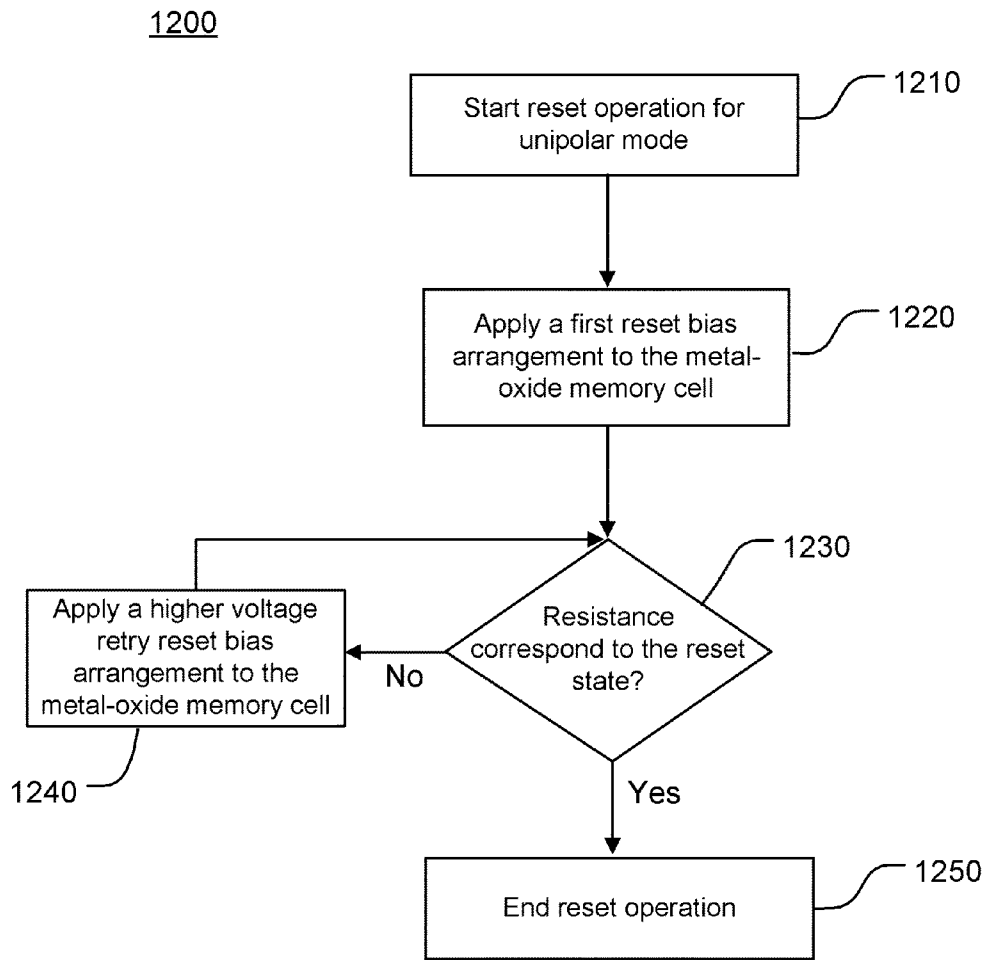 1200
1210
Start reset operation for
unipolar mode
1220
Apply a first reset bias
arrangement to the metal-
oxide memory cell
1230
Resistance
correspond to the reset
state?
Apply a higher voltage
retry reset bias
arrangement to the
metal-oxide memory cell
No
1240
Yes
1250
End reset operation